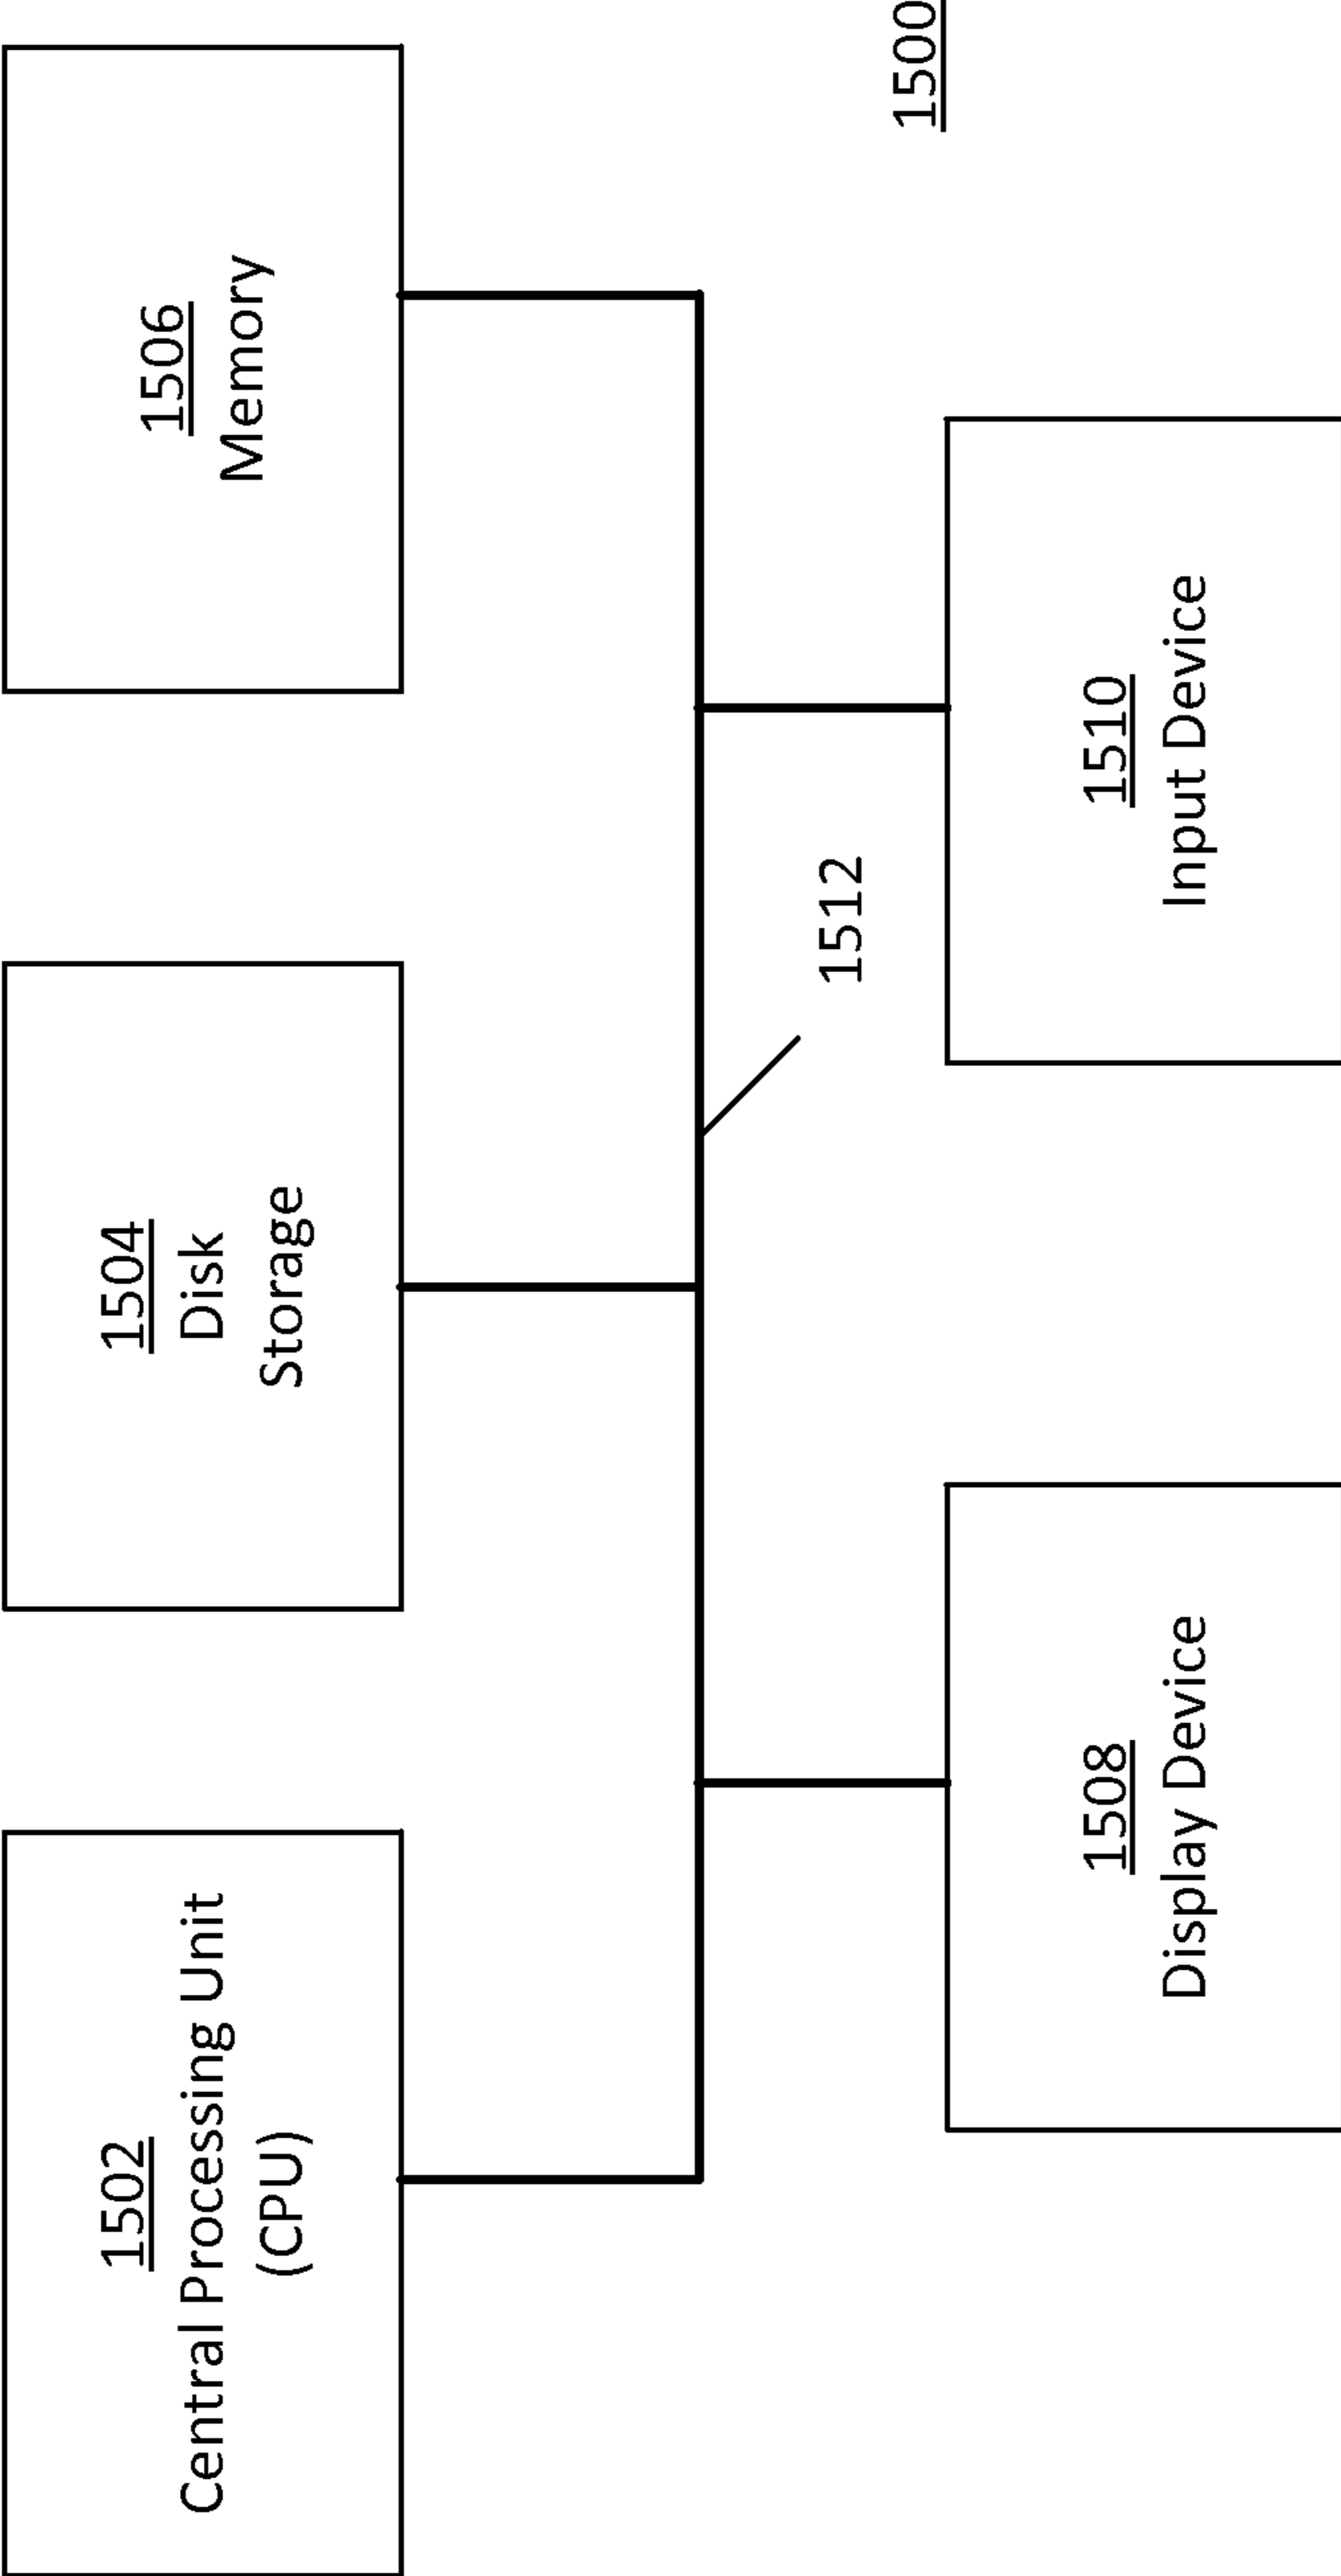 1502
Central Processing Unit
(CPU)
1504
Disk
Storage
1506
Memory
1512
1508
Display Device
1510
Input Device
1500